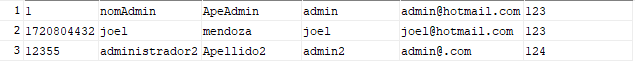 1 1 nomAdmin ApeAdmin admin admin@hotmail.com 123
2 1720804432 joel mendoza joel joel@hotmail.com 123
3 12355 administrador2 Apellido2 admin2 admin@.com 124